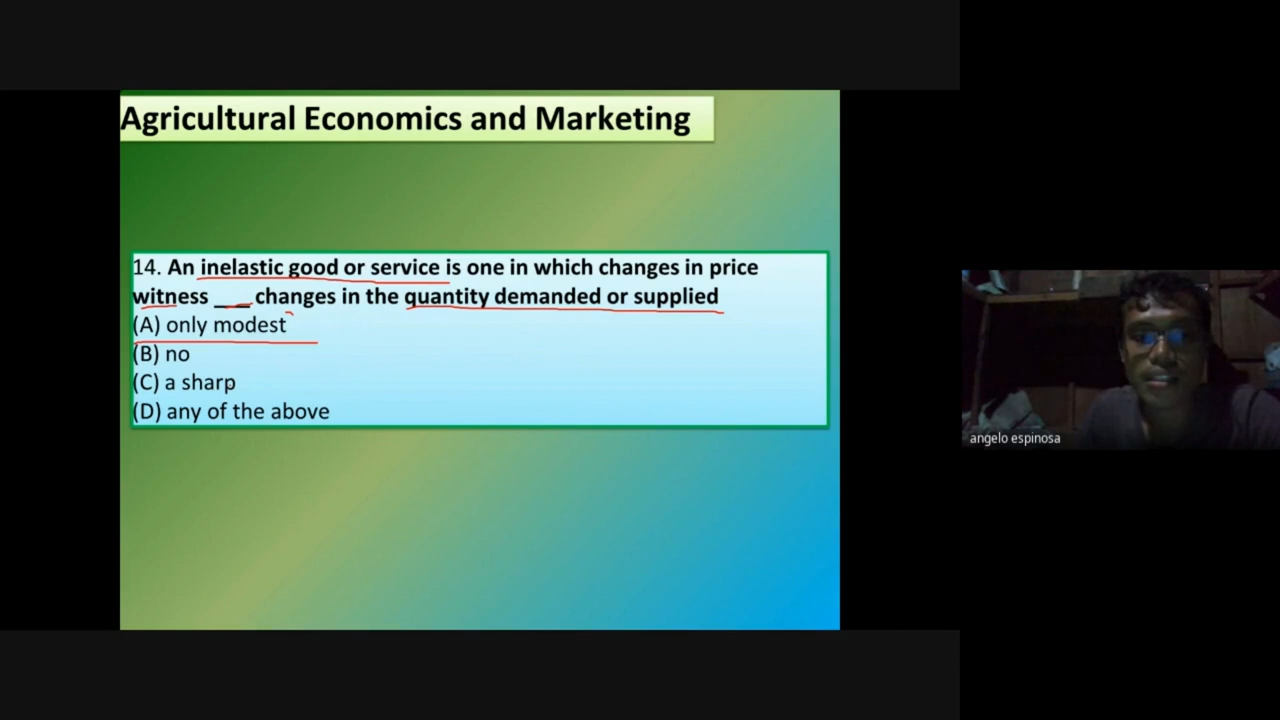 Agricultural Economics and Marketing
14. An inelastic good or service is one in which changes in price
witness ___ changes in the quantity demanded or supplied
(A) only modest
(B) no
(C) a sharp
(D) any of the above
angelo espinosa